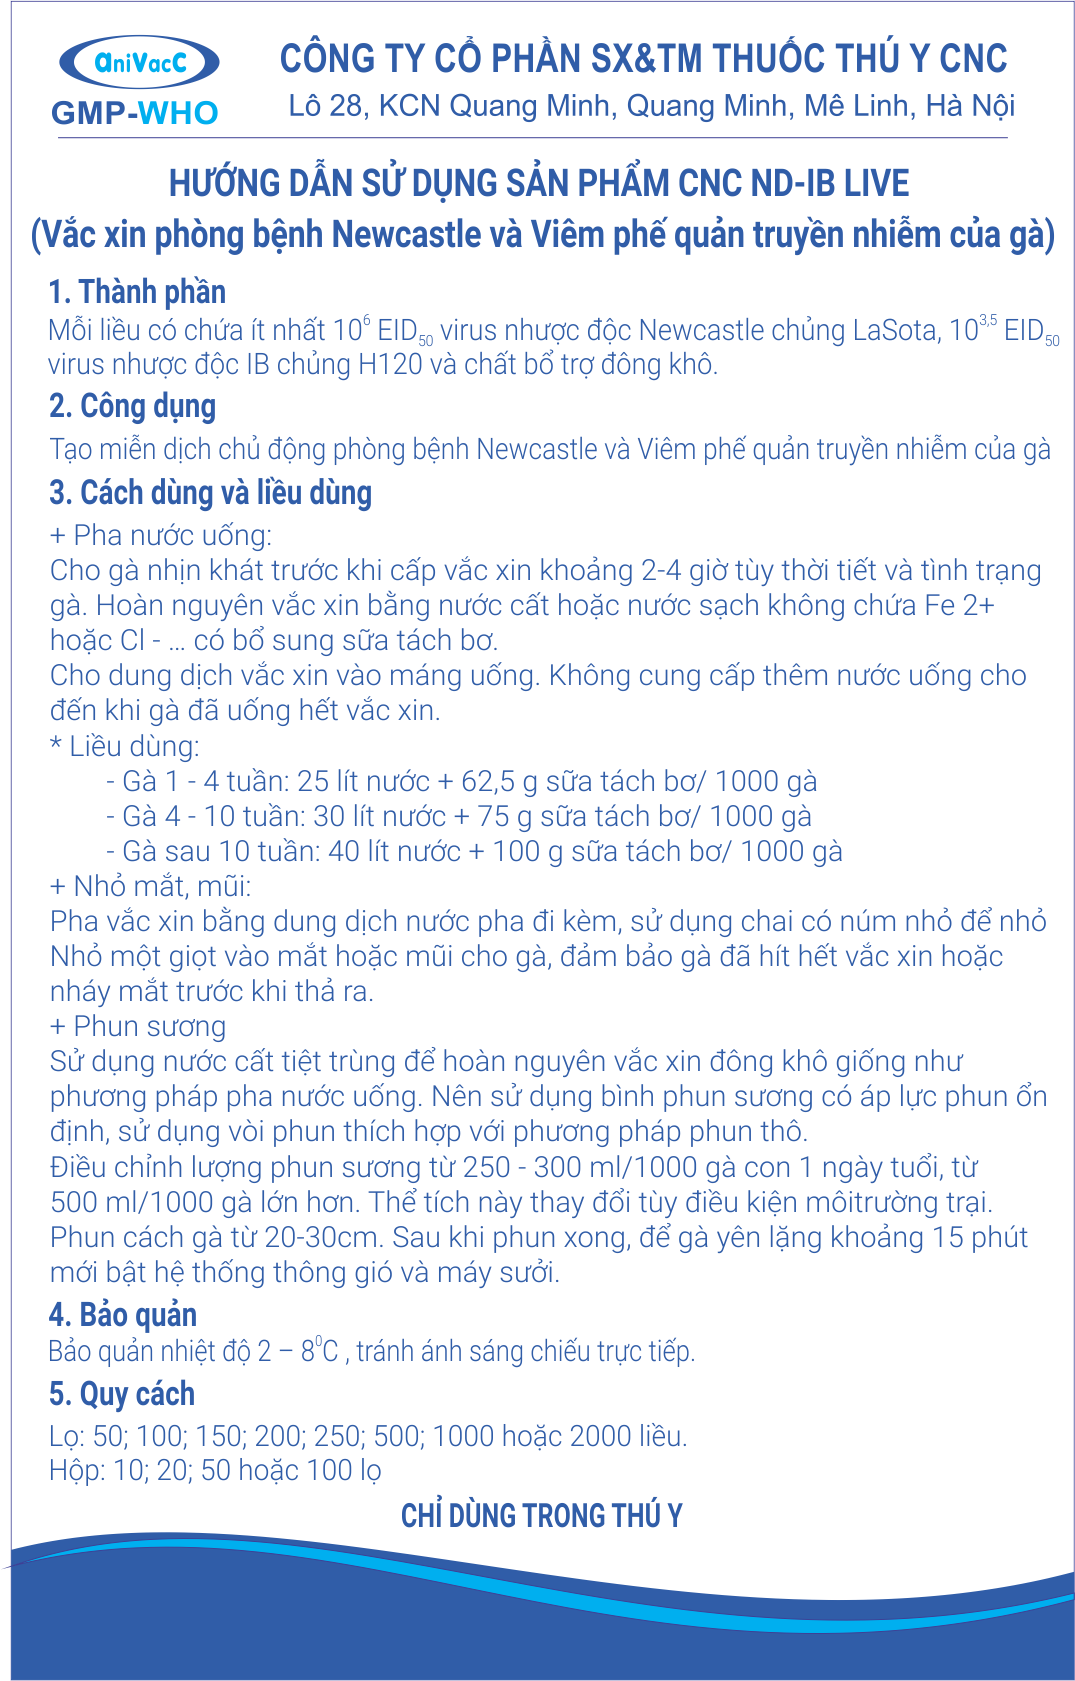 aniVacC
GMP-WHO
CÔNG TY CỔ PHẦN SX&TM THUỐC THÚ Y CNC
Lô 28, KCN Quang Minh, Quang Minh, Mê Linh, Hà Nội
HƯỚNG DẪN SỬ DỤNG SẢN PHẨM CNC ND-IB LIVE
(Vắc xin phòng bệnh Newcastle và Viêm phế quản truyền nhiễm của gà)
1. Thành phần
Mỗi liều có chứa ít nhất 10⁶ EID₅₀ virus nhược độc Newcastle chủng LaSota, 10³,⁵ EID₅₀
virus nhược độc IB chủng H120 và chất bổ trợ đông khô.
2. Công dụng
Tạo miễn dịch chủ động phòng bệnh Newcastle và Viêm phế quản truyền nhiễm của gà
3. Cách dùng và liều dùng
+ Pha nước uống:
Cho gà nhịn khát trước khi cấp vắc xin khoảng 2-4 giờ tùy thời tiết và tình trạng
gà. Hoàn nguyên vắc xin bằng nước cất hoặc nước sạch không chứa Fe 2+
hoặc Cl - ... có bổ sung sữa tách bơ.
Cho dung dịch vắc xin vào máng uống. Không cung cấp thêm nước uống cho
đến khi gà đã uống hết vắc xin.
* Liều dùng:
- Gà 1 - 4 tuần: 25 lít nước + 62,5 g sữa tách bơ/ 1000 gà
- Gà 4 - 10 tuần: 30 lít nước + 75 g sữa tách bơ/ 1000 gà
- Gà sau 10 tuần: 40 lít nước + 100 g sữa tách bơ/ 1000 gà
+ Nhỏ mắt, mũi:
Pha vắc xin bằng dung dịch nước pha đi kèm, sử dụng chai có núm nhỏ để nhỏ
Nhỏ một giọt vào mắt hoặc mũi cho gà, đảm bảo gà đã hít hết vắc xin hoặc
nháy mắt trước khi thả ra.
+ Phun sương
Sử dụng nước cất tiệt trùng để hoàn nguyên vắc xin đông khô giống như
phương pháp pha nước uống. Nên sử dụng bình phun sương có áp lực phun ổn
định, sử dụng vòi phun thích hợp với phương pháp phun thô.
Điều chỉnh lượng phun sương từ 250 - 300 ml/1000 gà con 1 ngày tuổi, từ
500 ml/1000 gà lớn hơn. Thể tích này thay đổi tùy điều kiện môitrường trại.
Phun cách gà từ 20-30cm. Sau khi phun xong, để gà yên lặng khoảng 15 phút
mới bật hệ thống thông gió và máy sưởi.
4. Bảo quản
Bảo quản nhiệt độ 2 – 8⁰C , tránh ánh sáng chiếu trực tiếp.
5. Quy cách
Lọ: 50; 100; 150; 200; 250; 500; 1000 hoặc 2000 liều.
Hộp: 10; 20; 50 hoặc 100 lọ
CHỈ DÙNG TRONG THÚ Y